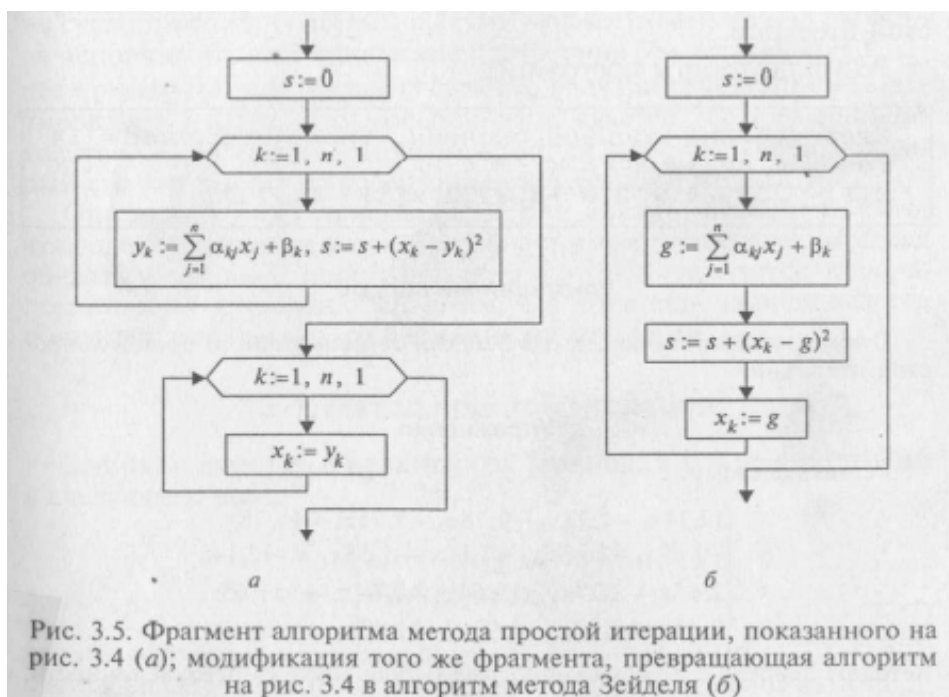 s:=0
k:=1, n, 1
y_k := \sum_{j=1}^{n} α_{kj}x_j + β_k, s:= s + (x_k − y_k)^2
k:=1, n, 1
x_k:= y_k
а
s:=0
k:=1, n, 1
g := \sum_{j=1}^{n} α_{kj}x_j + β_k
s:= s + (x_k − g)^2
x_k:= g
б
Рис. 3.5. Фрагмент алгоритма метода простой итерации, показанного на
рис. 3.4 (а); модификация того же фрагмента, превращающая алгоритм
на рис. 3.4 в алгоритм метода Зейделя (б)